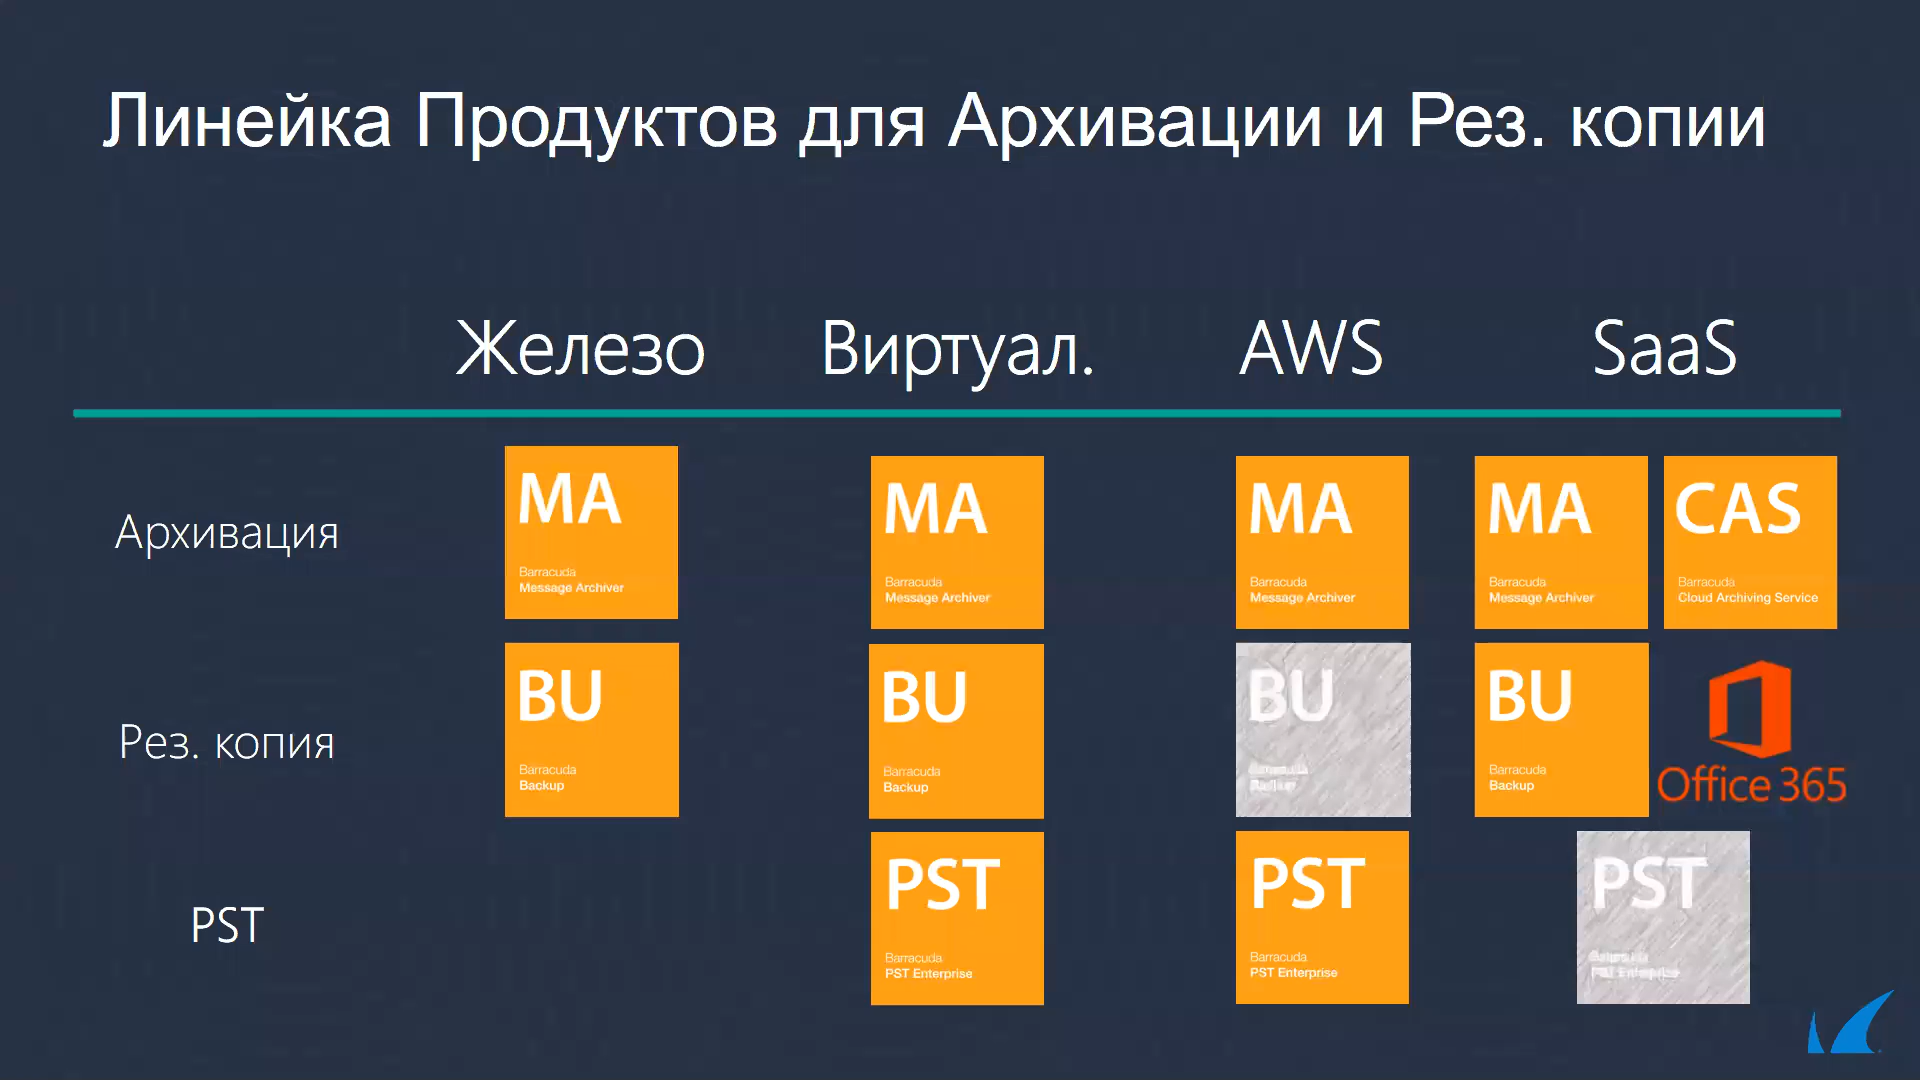 Линейка Продуктов для Архивации и Рез. копии
Железо Виртуал. AWS SaaS
Архивация
MA
Barracuda
Message Archiver
MA
Barracuda
Message Archiver
MA
Barracuda
Message Archiver
MA
Barracuda
Message Archiver
CAS
Barracuda
Cloud Archiving Service
Рез. копия
BU
Barracuda
Backup
BU
Barracuda
Backup
BU
BU
Barracuda
Backup
Office 365
PST
PST
Barracuda
PST Enterprise
PST
Barracuda
PST Enterprise
PST